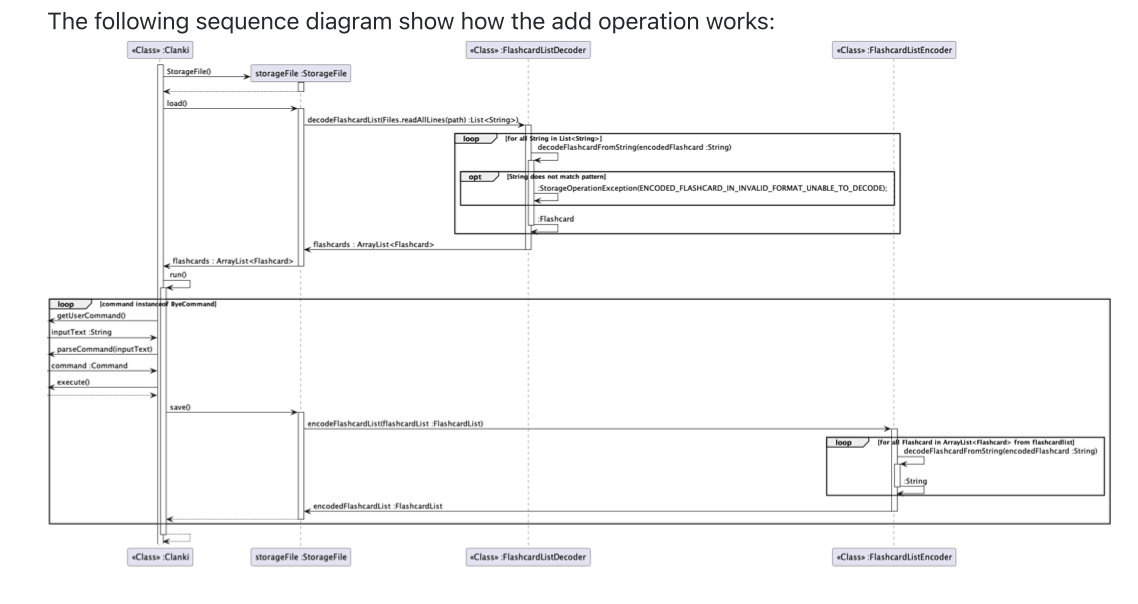 The following sequence diagram show how the add operation works:
«Class» :Clanki
«Class» :FlashcardListDecoder
«Class» :FlashcardListEncoder
StorageFile()
storageFile :StorageFile
load()
decodeFlashcardList(Files.readAllLines(path) :List<String>)
loop [for all String in List<String>]
decodeFlashcardFromString(encodedFlashcard :String)
opt [String does not match pattern]
:StorageOperationException(ENCODED_FLASHCARD_IN_INVALID_FORMAT_UNABLE_TO_DECODE);
:Flashcard
flashcards : ArrayList<Flashcard>
flashcards : ArrayList<Flashcard>
run()
loop [command instanceof ByeCommand]
getUserCommand()
inputText :String
parseCommand(inputText)
command :Command
execute()
save()
encodeFlashcardList(flashcardList :FlashcardList)
loop [for all Flashcard in ArrayList<Flashcard> from flashcardlist]
decodeFlashcardFromString(encodedFlashcard :String)
:String
encodedFlashcardList :FlashcardList
«Class» :Clanki
storageFile :StorageFile
«Class» :FlashcardListDecoder
«Class» :FlashcardListEncoder